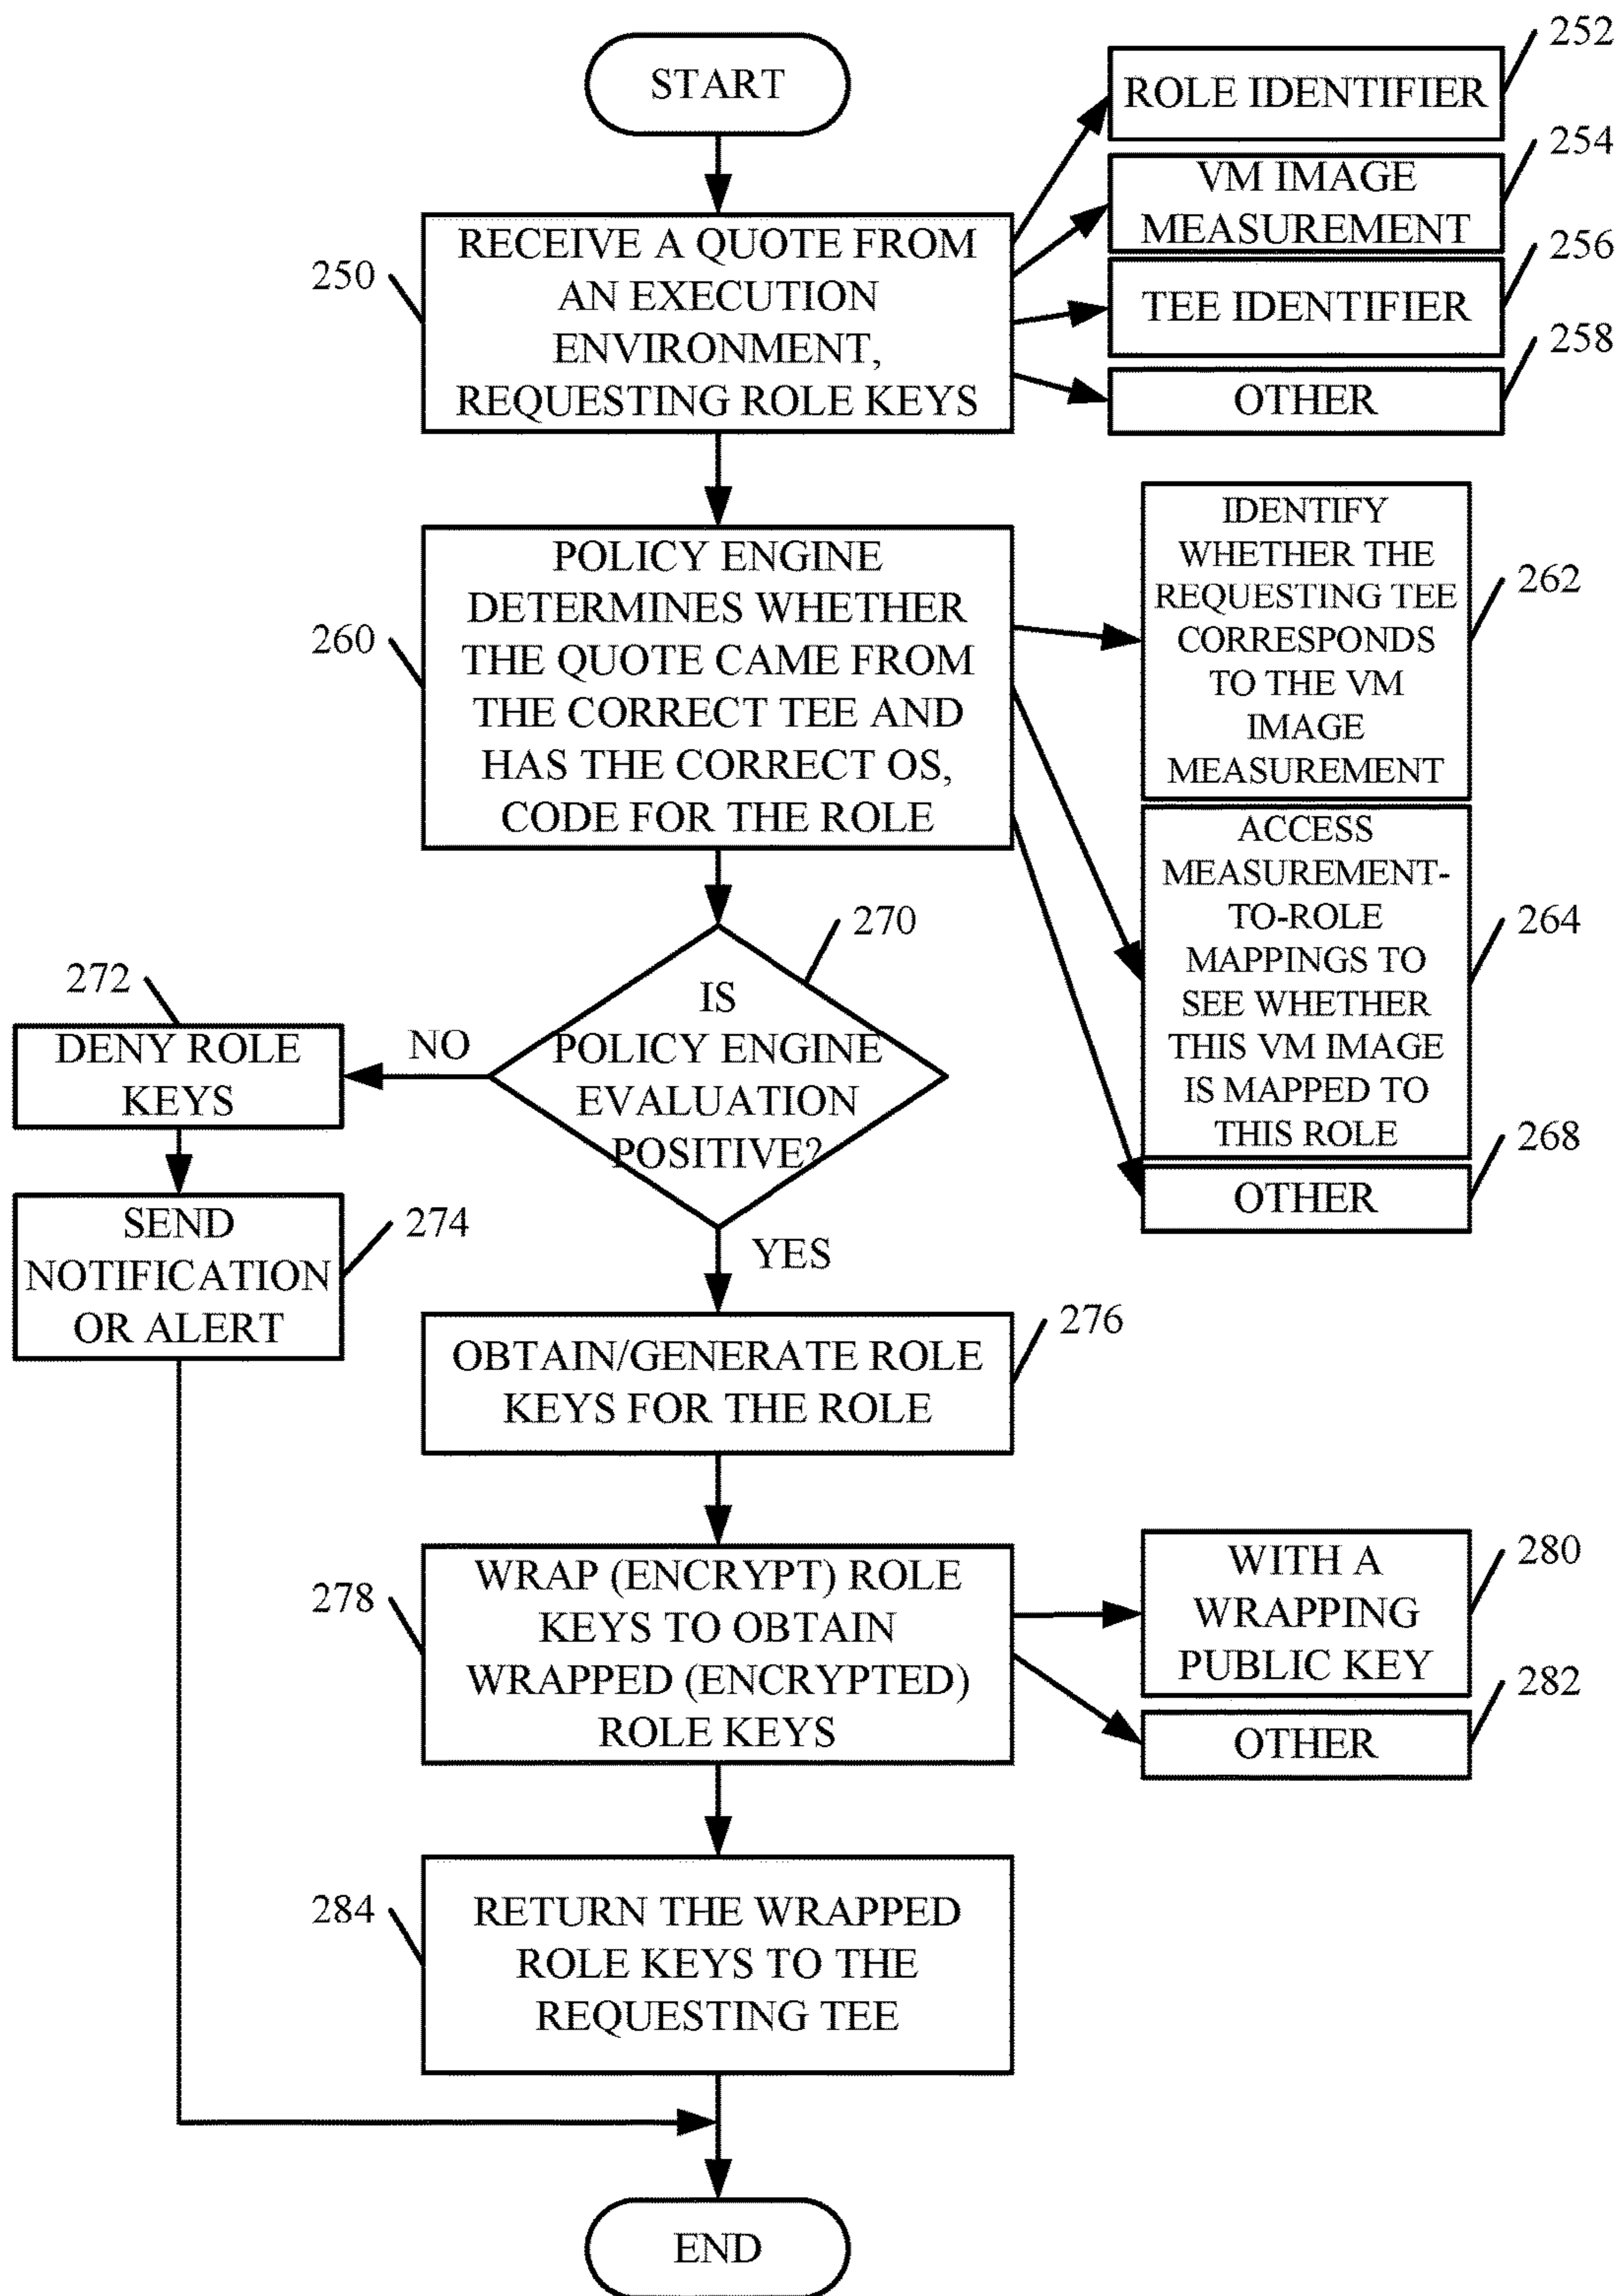 START
252
ROLE IDENTIFIER
254
VM IMAGE
MEASUREMENT
256
TEE IDENTIFIER
258
OTHER
250
RECEIVE A QUOTE FROM
AN EXECUTION
ENVIRONMENT,
REQUESTING ROLE KEYS
260
POLICY ENGINE
DETERMINES WHETHER
THE QUOTE CAME FROM
THE CORRECT TEE AND
HAS THE CORRECT OS,
CODE FOR THE ROLE
IDENTIFY
WHETHER THE
REQUESTING TEE
CORRESPONDS
TO THE VM
IMAGE
MEASUREMENT
262
ACCESS
MEASUREMENT-
TO-ROLE
MAPPINGS TO
SEE WHETHER
THIS VM IMAGE
IS MAPPED TO
THIS ROLE
264
OTHER
268
270
IS
POLICY ENGINE
EVALUATION
POSITIVE?
NO
272
DENY ROLE
KEYS
274
SEND
NOTIFICATION
OR ALERT
YES
276
OBTAIN/GENERATE ROLE
KEYS FOR THE ROLE
278
WRAP (ENCRYPT) ROLE
KEYS TO OBTAIN
WRAPPED (ENCRYPTED)
ROLE KEYS
WITH A
WRAPPING
PUBLIC KEY
280
OTHER
282
284
RETURN THE WRAPPED
ROLE KEYS TO THE
REQUESTING TEE
END